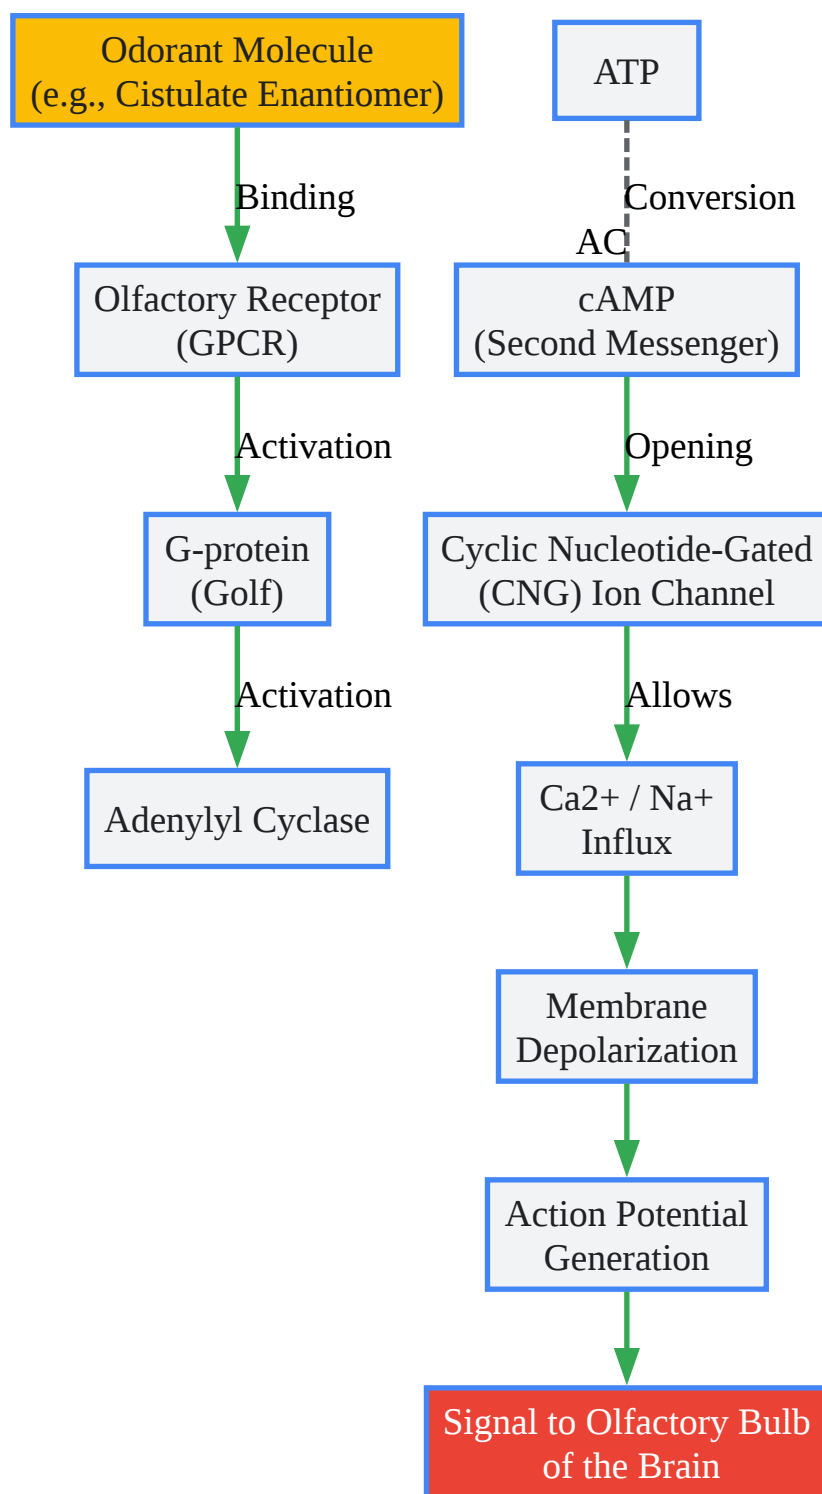 Odorant Molecule
(e.g., Cistulate Enantiomer)
Binding
Olfactory Receptor
(GPCR)
Activation
G-protein
(Golf)
Activation
Adenylyl Cyclase
ATP
Conversion
AC
cAMP
(Second Messenger)
Opening
Cyclic Nucleotide-Gated
(CNG) Ion Channel
Allows
Ca2+ / Na+
Influx
Membrane
Depolarization
Action Potential
Generation
Signal to Olfactory Bulb
of the Brain